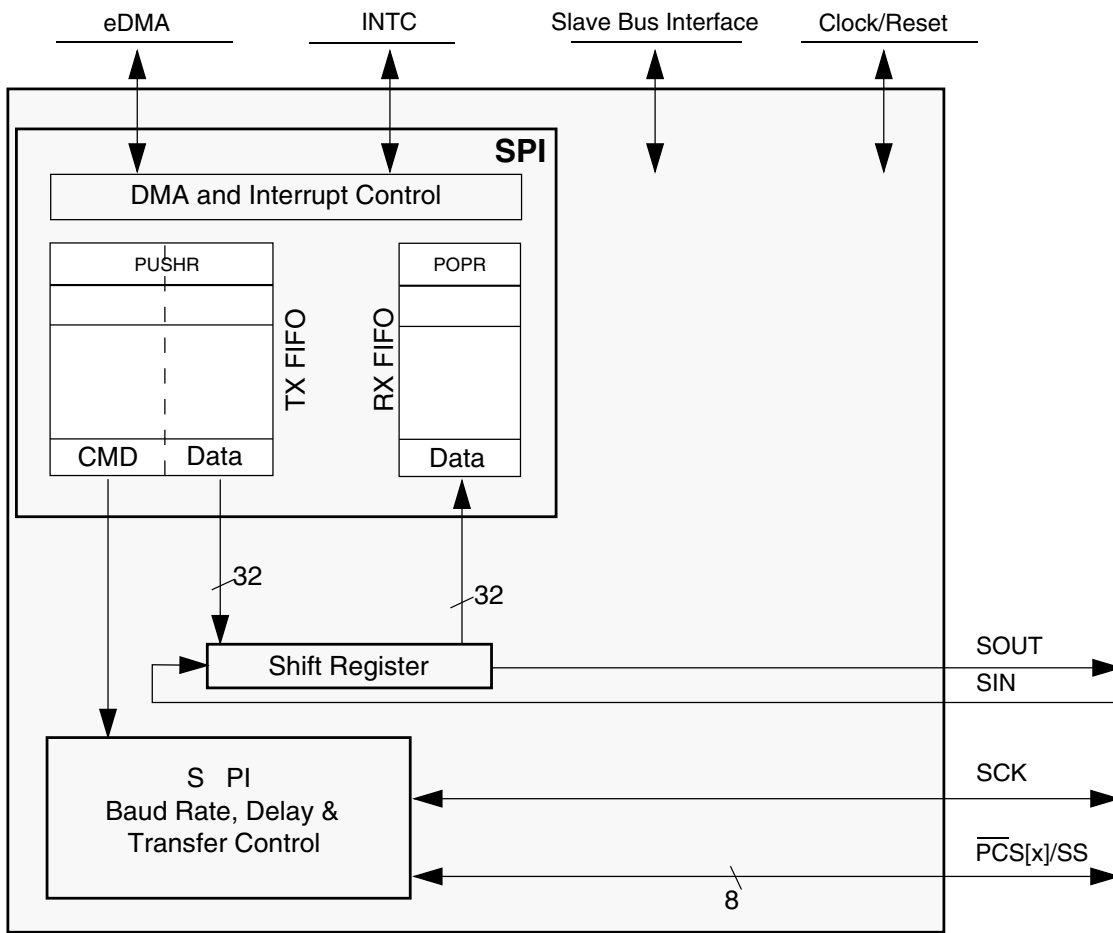 eDMA
INTC
Slave Bus Interface
Clock/Reset
SPI
DMA and Interrupt Control
PUSHR
POPR
TX FIFO
RX FIFO
CMD
Data
Data
32
32
Shift Register
SOUT
SIN
S PI
Baud Rate, Delay &
Transfer Control
SCK
PCS[x]/SS
8